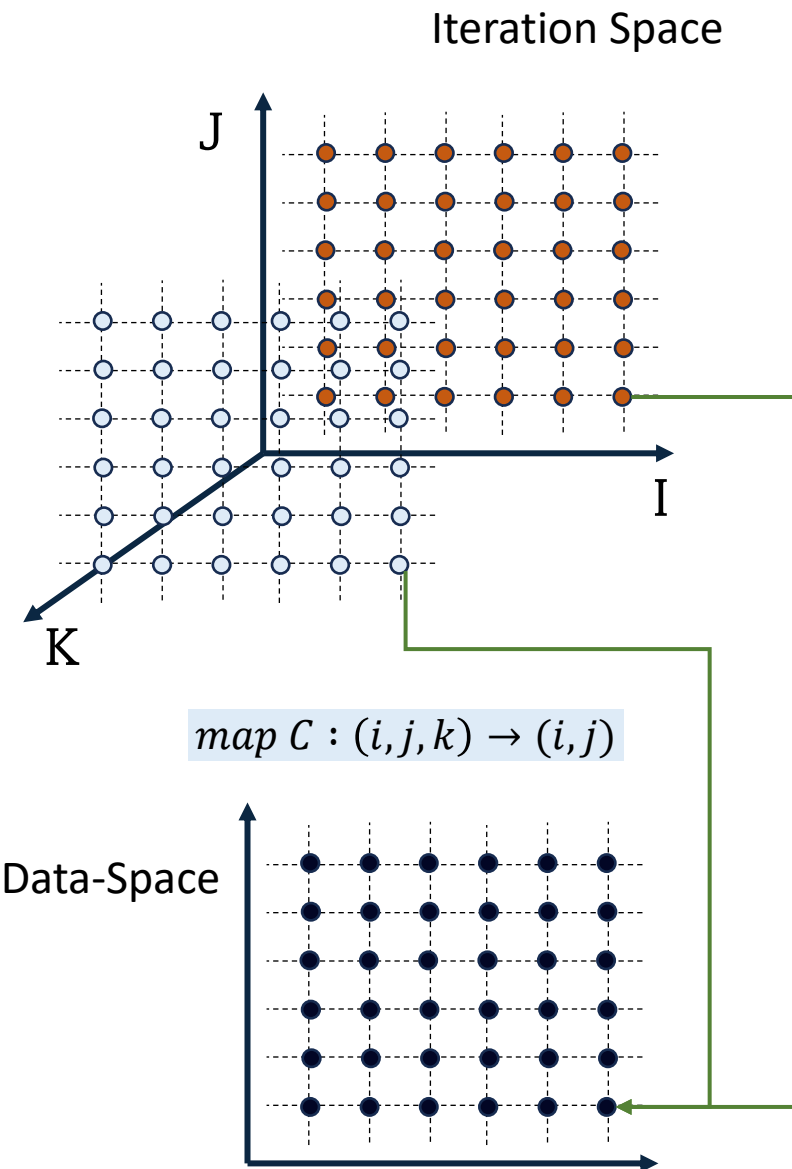 Iteration Space
J
I
K
map C : (i, j, k) → (i, j)
Data-Space